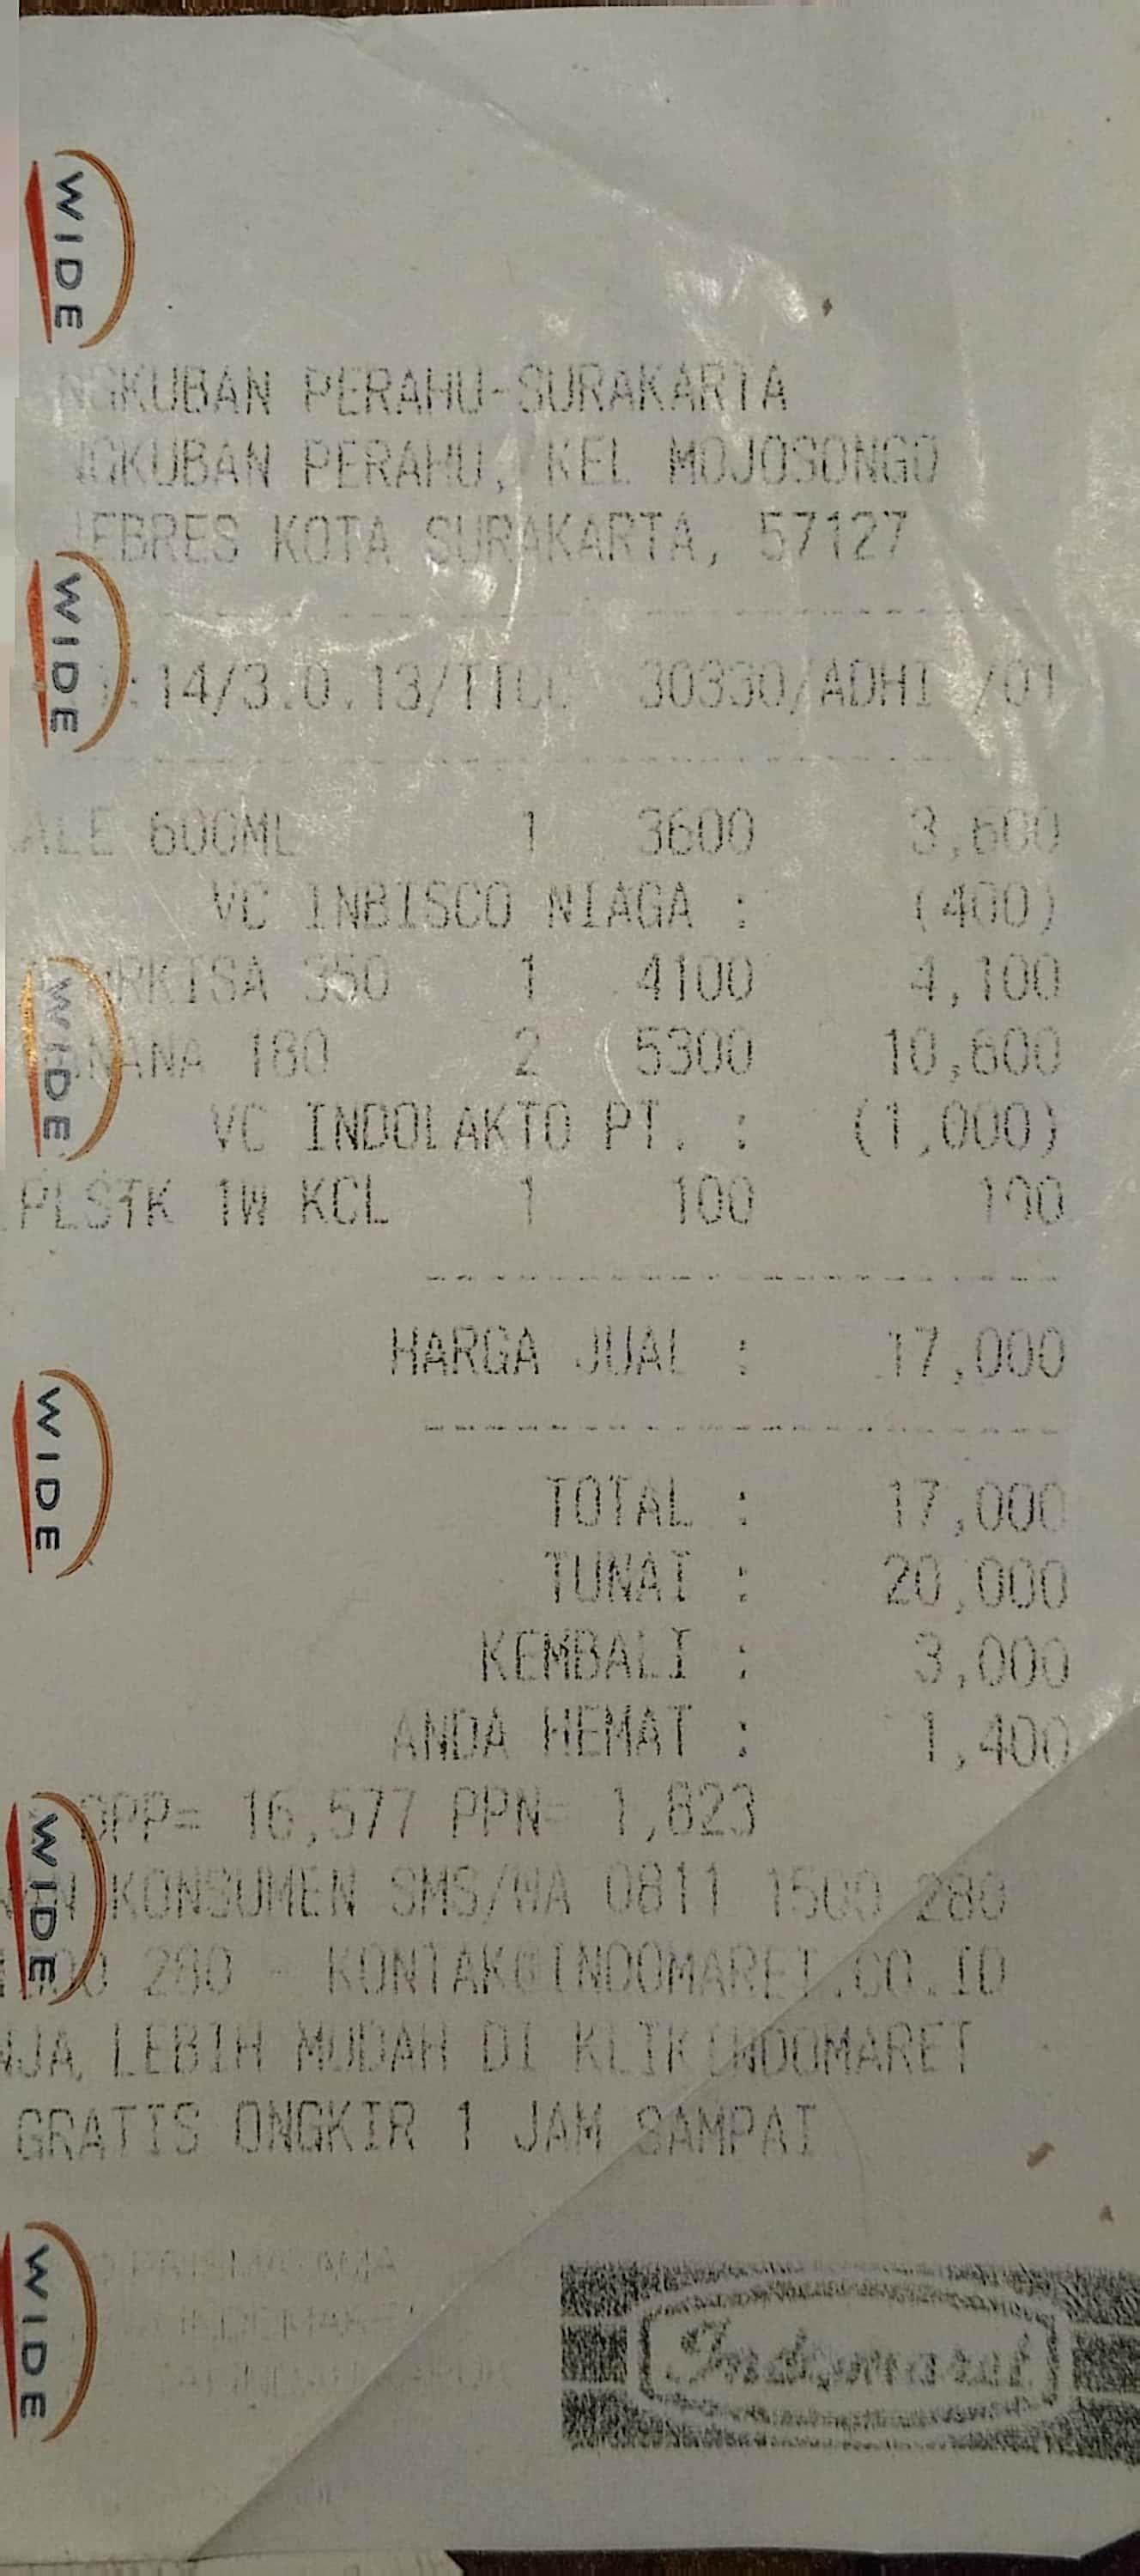 WIDE
NGKUBAN PERAHU-SURAKARTA
NGKUBAN PERAHU, KEL MOJOSONGO
JEBRES KOTA SURAKARTA, 57127
WIDE
:14/3.0.13/ 30330/ADHI /01
ALE 600ML 1 3600 3,600
VC INBISCO NIAGA : (400)
350 1 4100 4,100
WIDE
180 2 5300 10,600
VC INDOLAKTO PT. : (1,000)
PLSTK 1W KCL 1 100 100
HARGA JUAL : 17,000
WIDE
TOTAL : 17,000
TUNAI : 20,000
KEMBALI : 3,000
ANDA HEMAT : 1,400
DPP= 16,577 PPN= 1,823
WIDE
KONSUMEN SMS/WA 0811 1500 280
280 - KONTAK@INDOMARET.CO.ID
NJA LEBIH MUDAH DI KLIKINDOMARET
GRATIS ONGKIR 1 JAM SAMPAI
WIDE
Indomaret